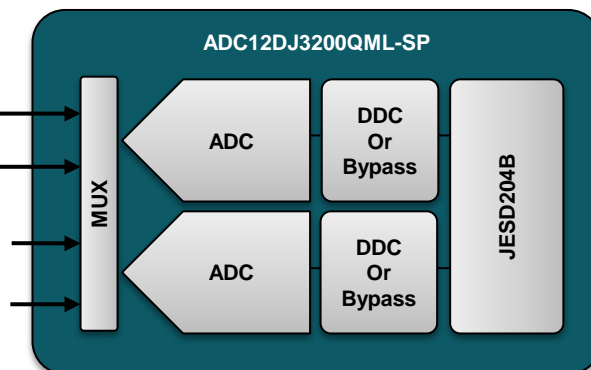 ADC12DJ3200QML-SP
MUX
ADC
DDC
Or
Bypass
ADC
DDC
Or
Bypass
JESD204B